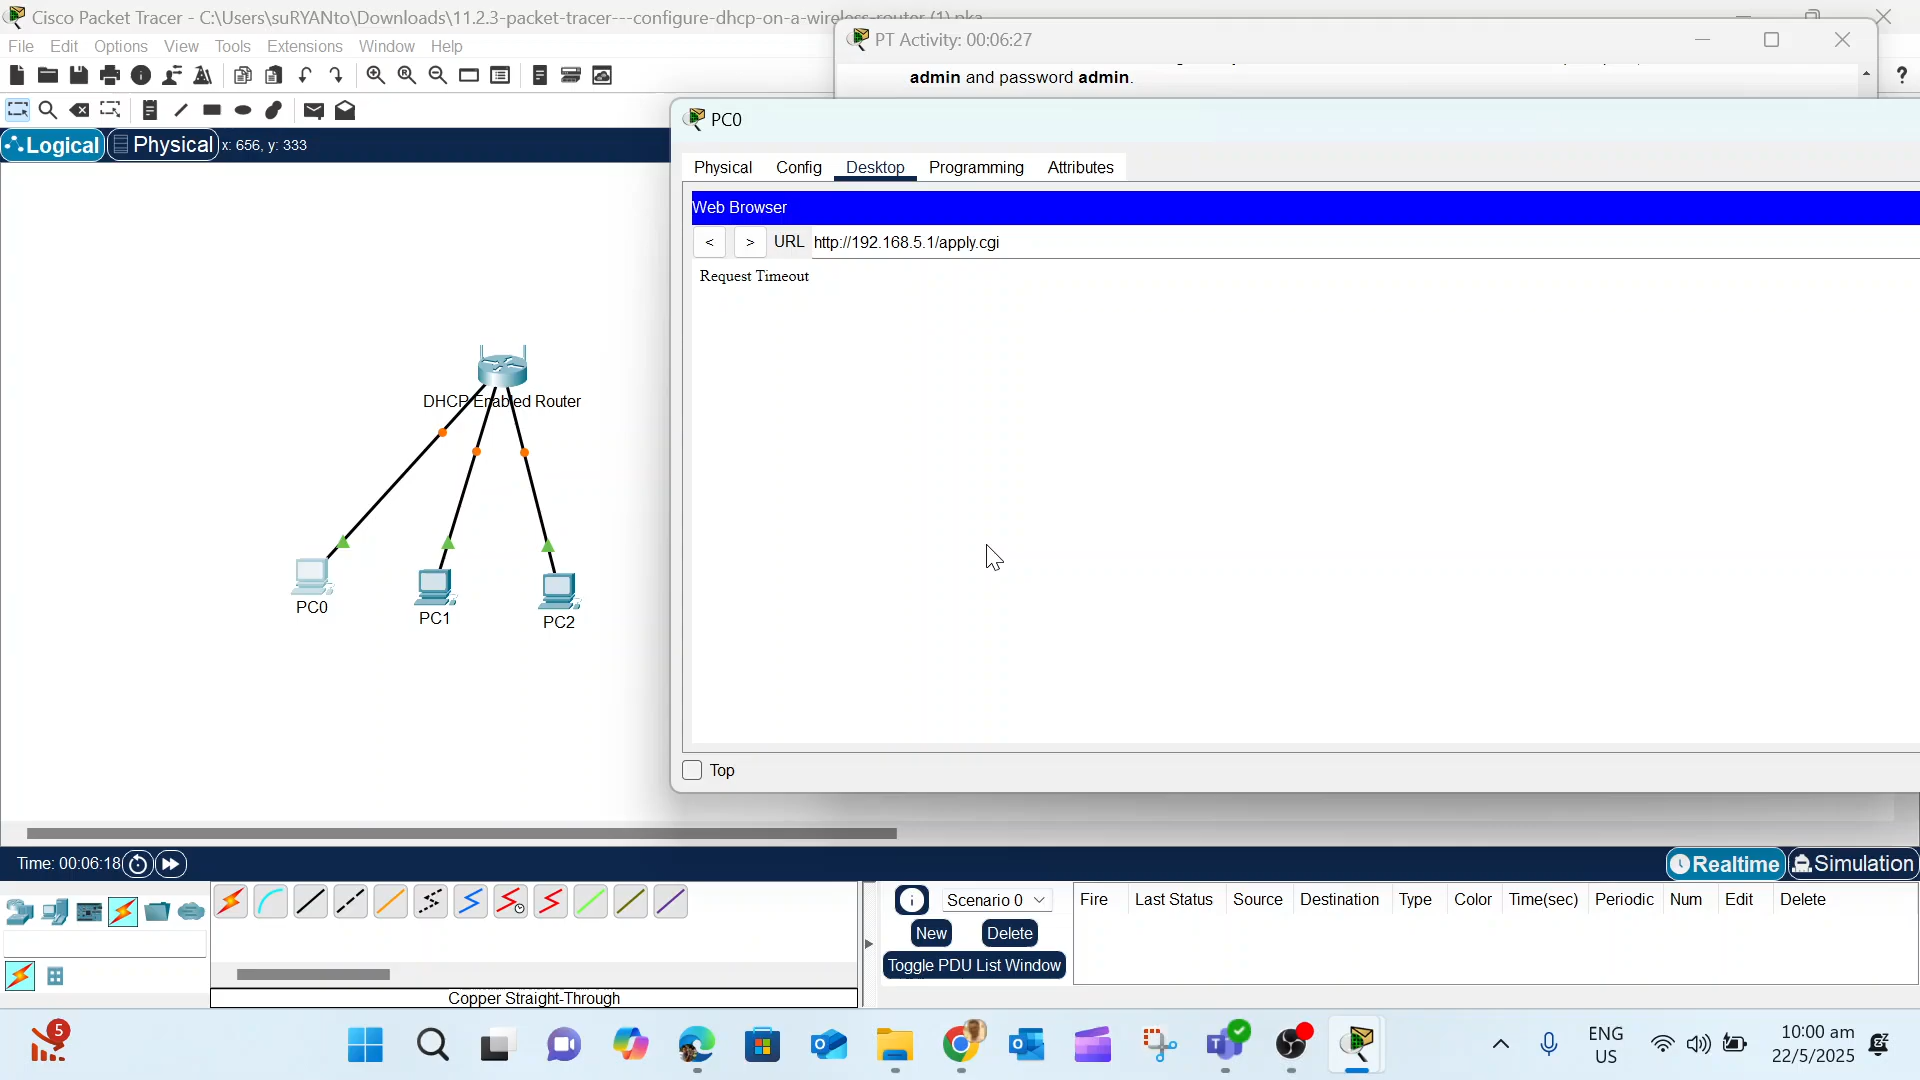 Cisco Packet Tracer - C:\Users\suRYANto\Downloads\11.2.3-packet-tracer---configure-dhcp-on-a-wireless-router (1).pka
File Edit Options View Tools Extensions Window Help
PT Activity: 00:06:27
admin and password admin.
?
Logical Physical x: 656, y: 333
PC0
Physical Config Desktop Programming Attributes
Web Browser
< > URL http://192.168.5.1/apply.cgi
Request Timeout
DHCP Enabled Router
PC0
PC1
PC2
Top
Time: 00:06:18
Realtime Simulation
Scenario 0
New Delete
Toggle PDU List Window
Fire Last Status Source Destination Type Color Time(sec) Periodic Num Edit Delete
Copper Straight-Through
5
ENG
US
10:00 am
22/5/2025